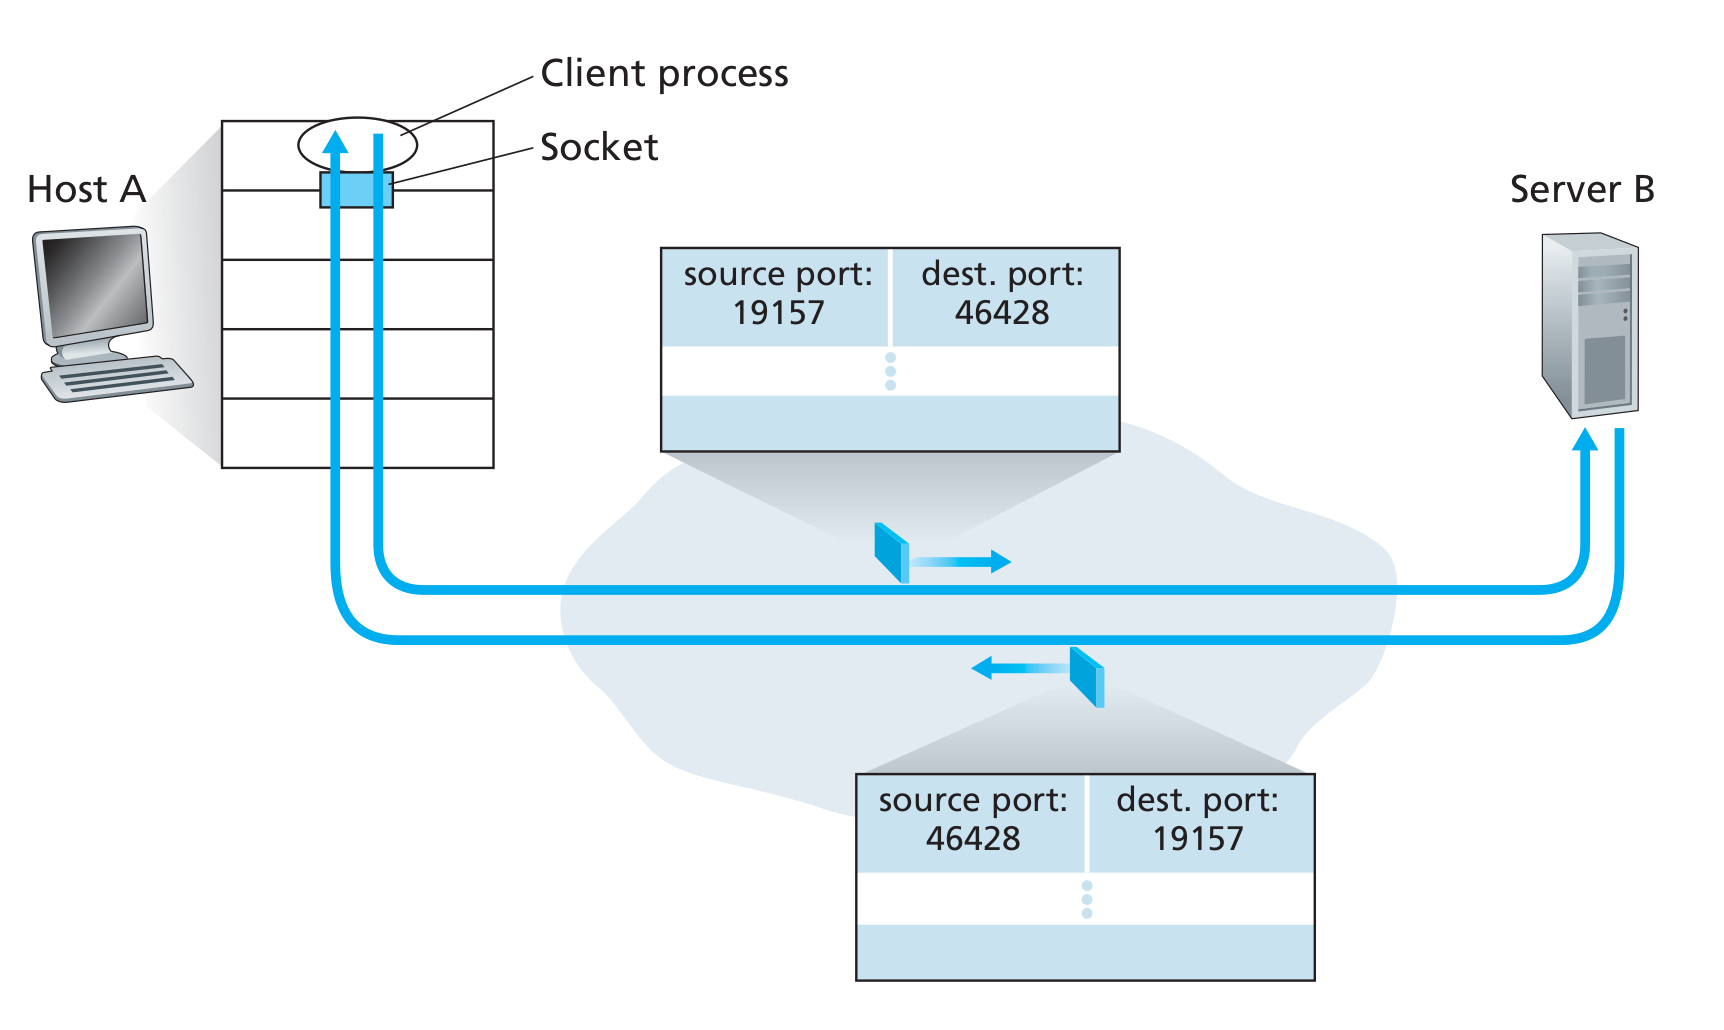 Client process
Socket
Host A
Server B
source port:
19157
dest. port:
46428
source port:
46428
dest. port:
19157